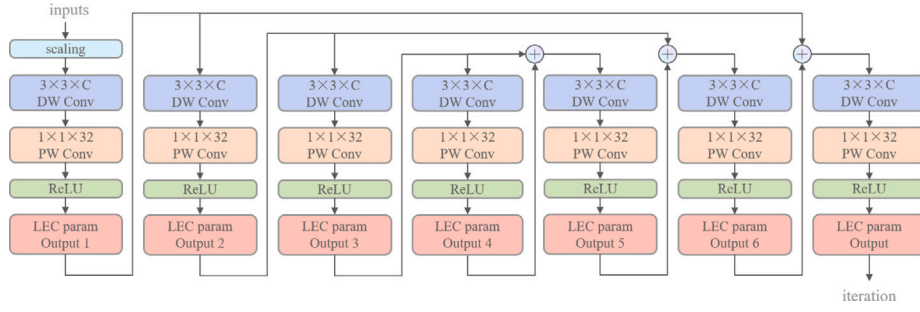 inputs
scaling
3×3×C
DW Conv
1×1×32
PW Conv
ReLU
LEC param
Output 1
3×3×C
DW Conv
1×1×32
PW Conv
ReLU
LEC param
Output 2
3×3×C
DW Conv
1×1×32
PW Conv
ReLU
LEC param
Output 3
3×3×C
DW Conv
1×1×32
PW Conv
ReLU
LEC param
Output 4
+
3×3×C
DW Conv
1×1×32
PW Conv
ReLU
LEC param
Output 5
+
3×3×C
DW Conv
1×1×32
PW Conv
ReLU
LEC param
Output 6
+
3×3×C
DW Conv
1×1×32
PW Conv
ReLU
LEC param
Output
iteration